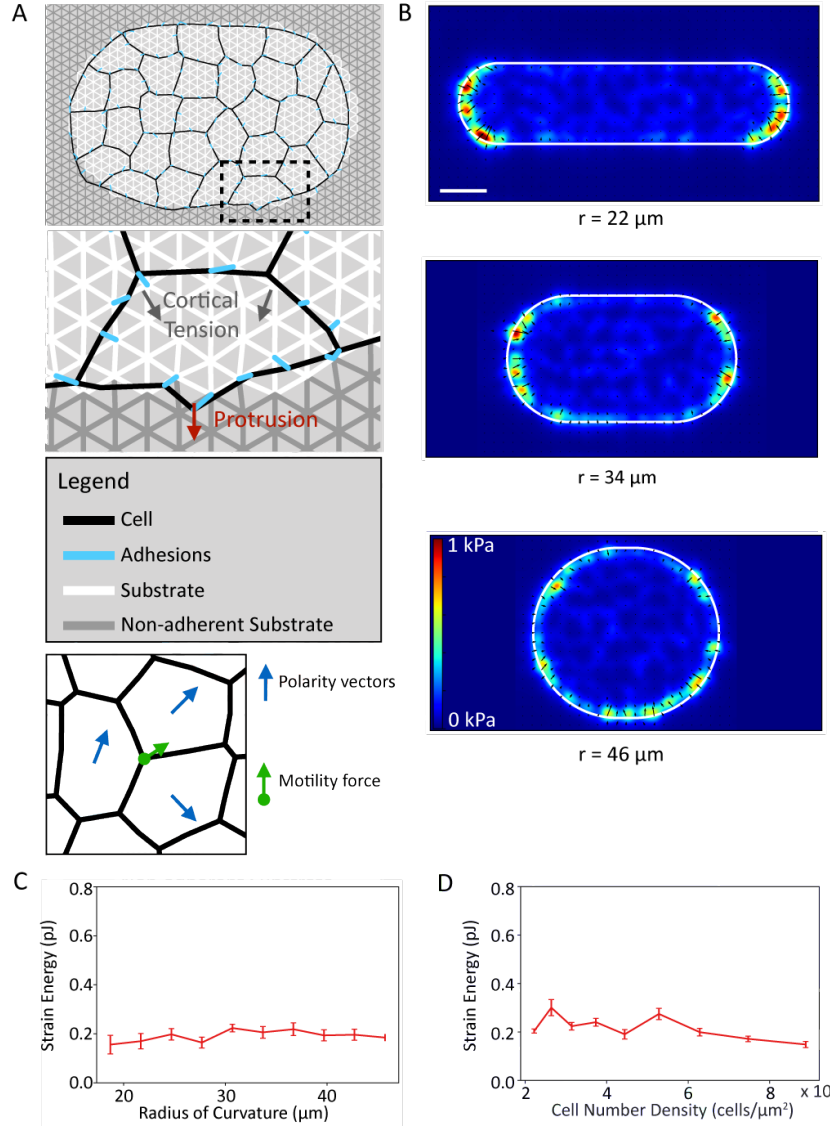 A
Cortical
Tension
Protrusion
Legend
Cell
Adhesions
Substrate
Non-adherent Substrate
Polarity vectors
Motility force
B
r = 22 µm
r = 34 µm
1 kPa
0 kPa
r = 46 µm
C
Strain Energy (pJ)
0.8
0.6
0.4
0.2
0.0
20
30
40
Radius of Curvature (µm)
D
Strain Energy (pJ)
0.8
0.6
0.4
0.2
0.0
2
4
6
8
x 10
Cell Number Density (cells/µm²)